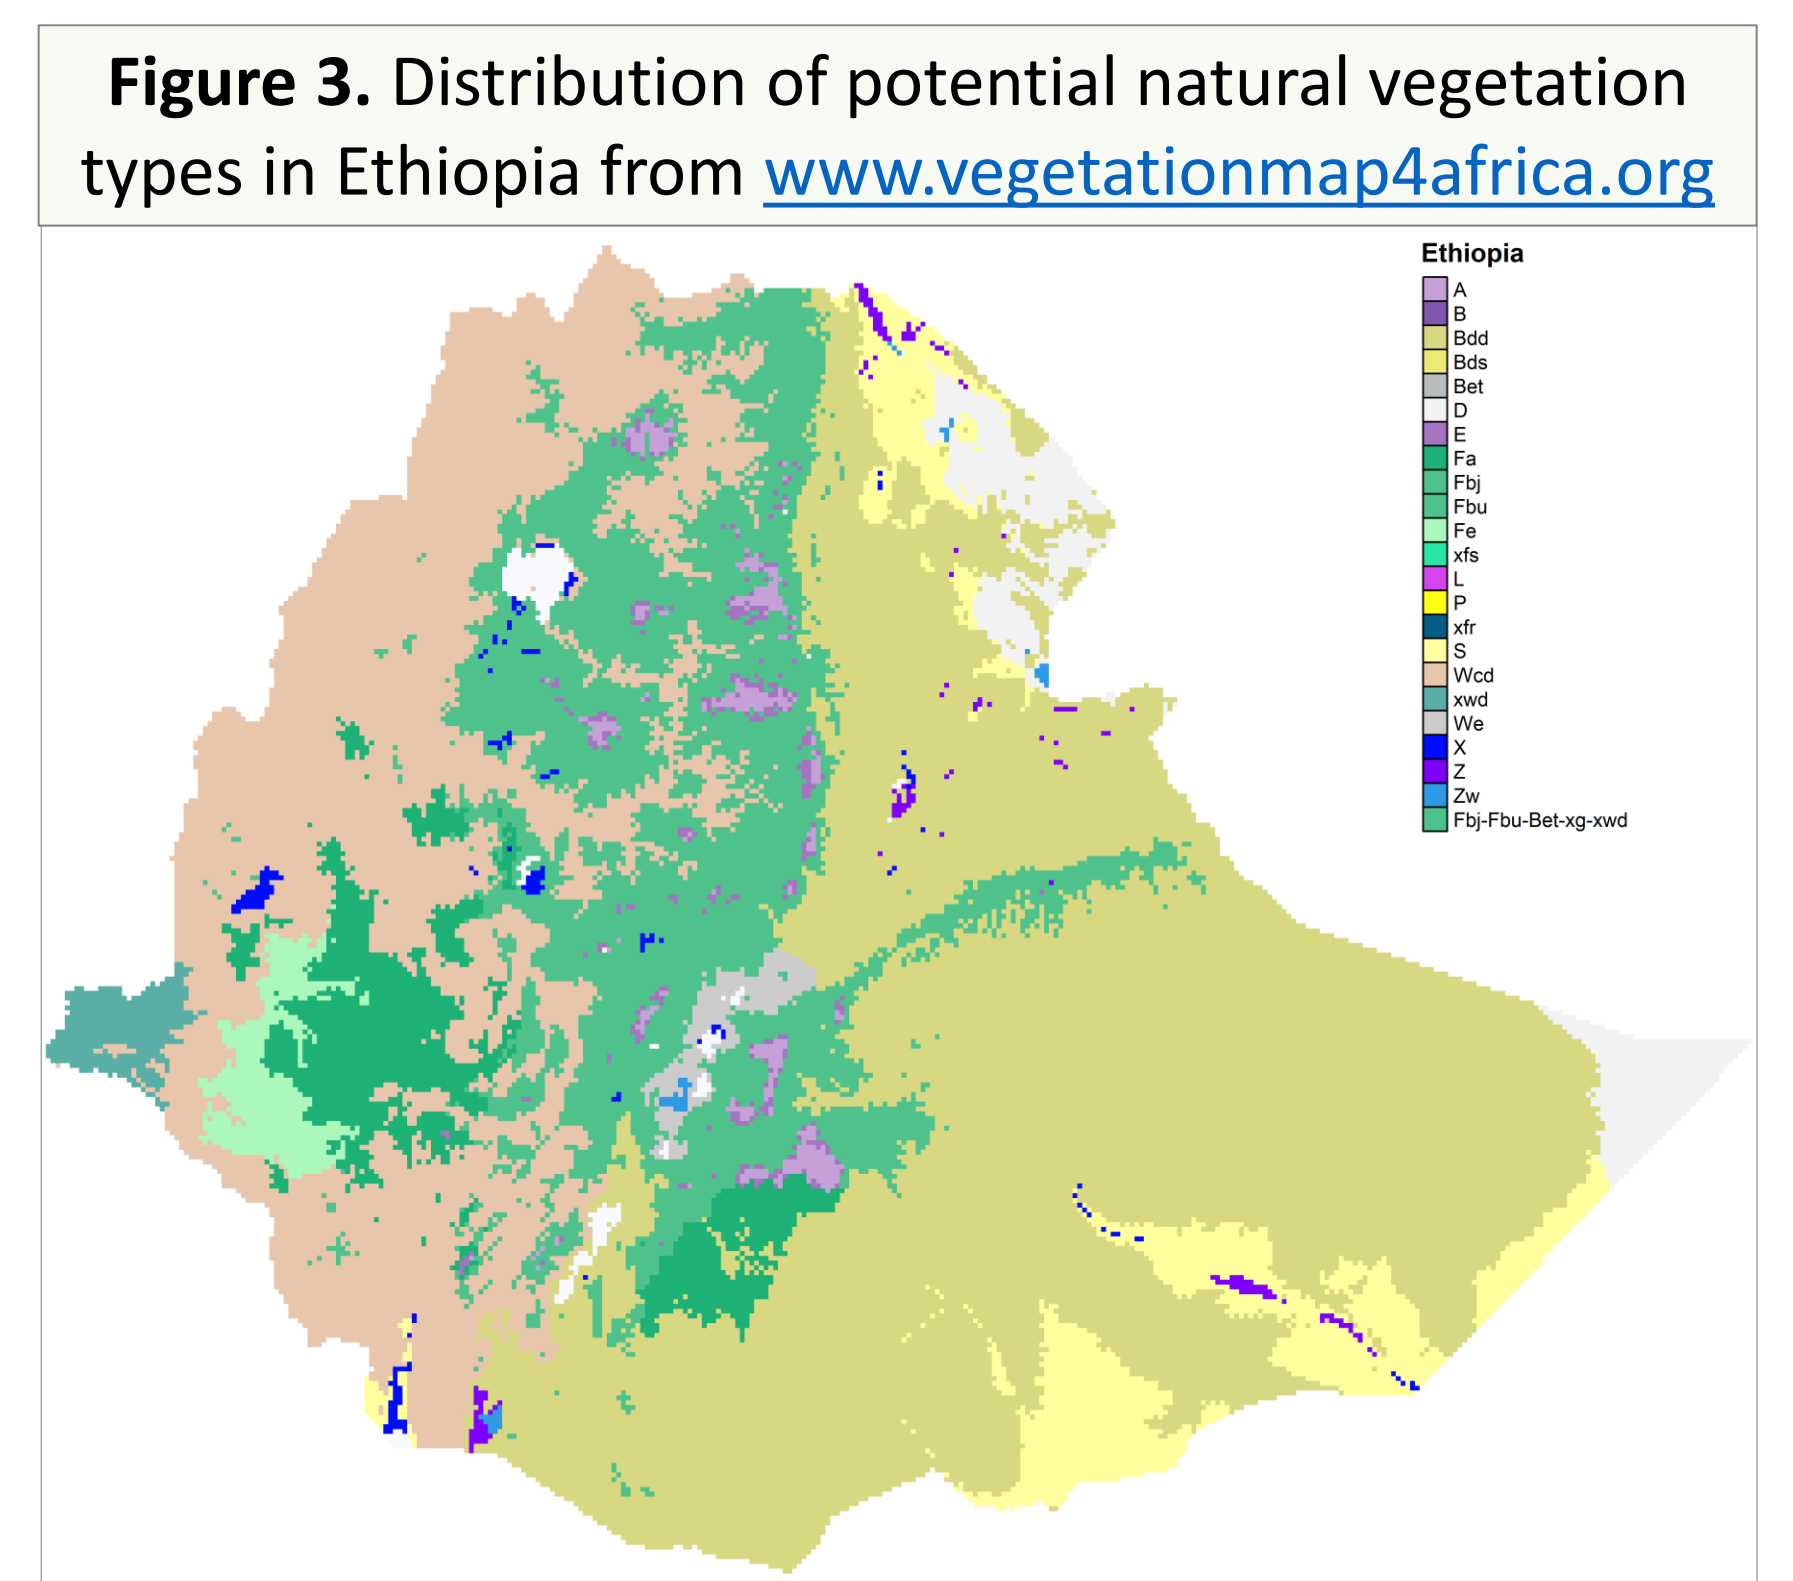 Figure 3. Distribution of potential natural vegetation
types in Ethiopia from www.vegetationmap4africa.org
Ethiopia
A
B
Bdd
Bds
Bet
D
E
Fa
Fbj
Fbu
Fe
xfs
L
P
xfr
S
Wcd
xwd
We
X
Z
Zw
Fbj-Fbu-Bet-xg-xwd